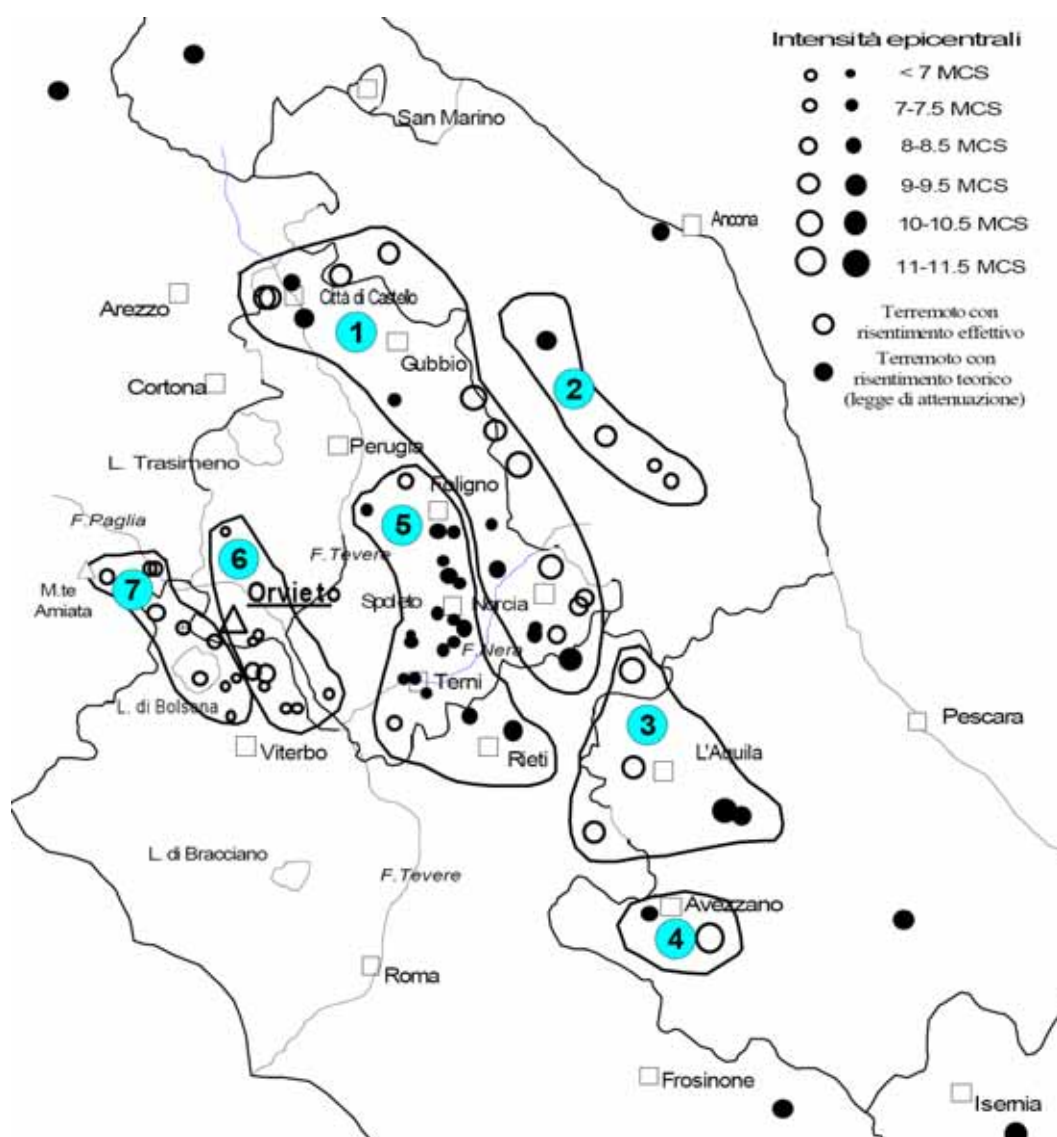 Intensità epicentrali
< 7 MCS
7-7.5 MCS
8-8.5 MCS
9-9.5 MCS
10-10.5 MCS
11-11.5 MCS
Terremoto con
risentimento effettivo
Terremoto con
risentimento teorico
(legge di attenuazione)
San Marino
Ancona
Arezzo
Città di Castello
1
Gubbio
2
Cortona
Perugia
L. Trasimeno
Foligno
5
F.Paglia
F.Tevere
6
7
M.te
Amiata
Orvieto
Spoleto
Norcia
F.Nera
Terni
L. di Bolsena
Viterbo
Rieti
3
L'Aquila
Pescara
L. di Bracciano
F.Tevere
Avezzano
4
Roma
Frosinone
Isernia